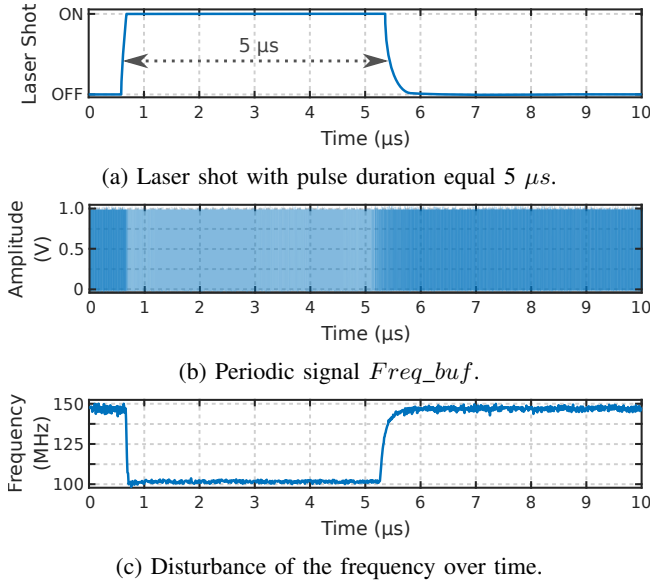 Laser Shot
ON
OFF
5 µs
0 1 2 3 4 5 6 7 8 9 10
Time (µs)
(a) Laser shot with pulse duration equal 5 µs.
Amplitude
(V)
1.0
0.5
0
0 1 2 3 4 5 6 7 8 9 10
Time (µs)
(b) Periodic signal Freq_buf.
Frequency
(MHz)
150
125
100
0 1 2 3 4 5 6 7 8 9 10
Time (µs)
(c) Disturbance of the frequency over time.